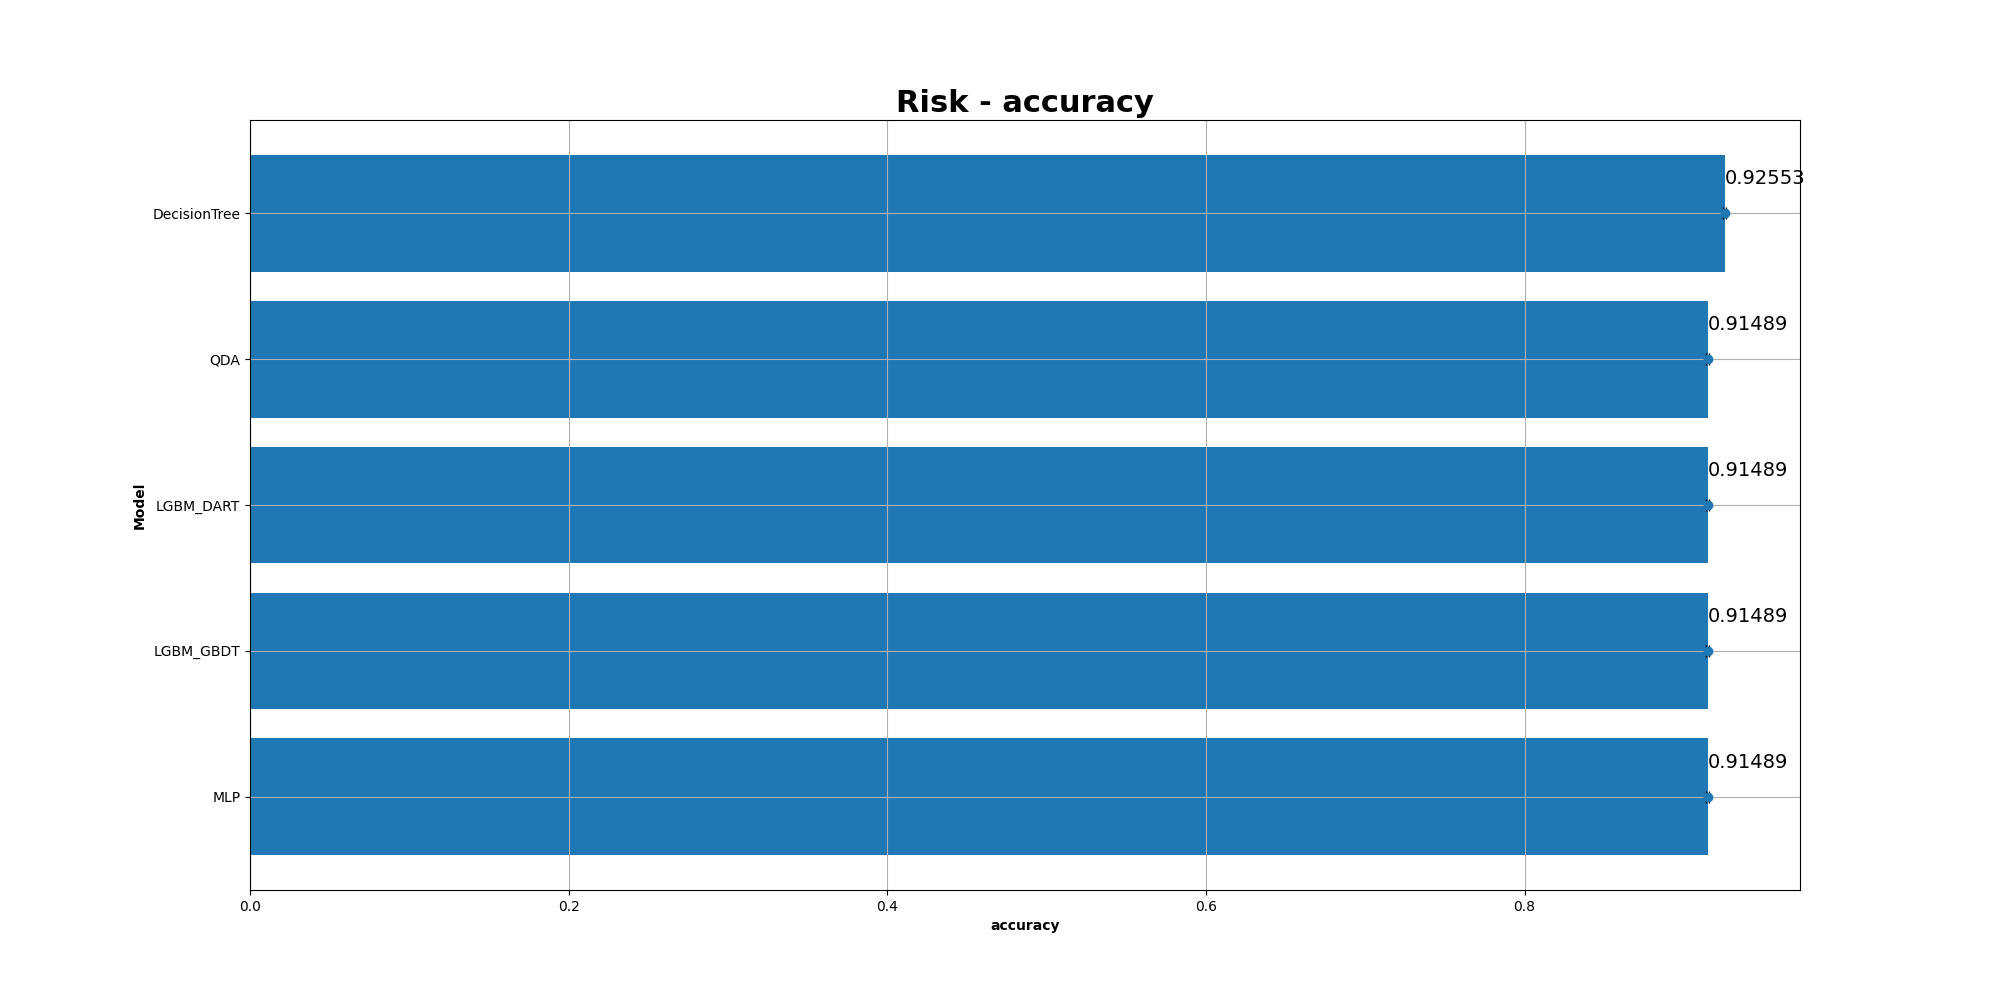 Risk - accuracy
0.92553
DecisionTree
0.91489
QDA
0.91489
LGBM_DART
Model
0.91489
LGBM_GBDT
0.91489
MLP
0.0 0.2 0.4 0.6 0.8
accuracy